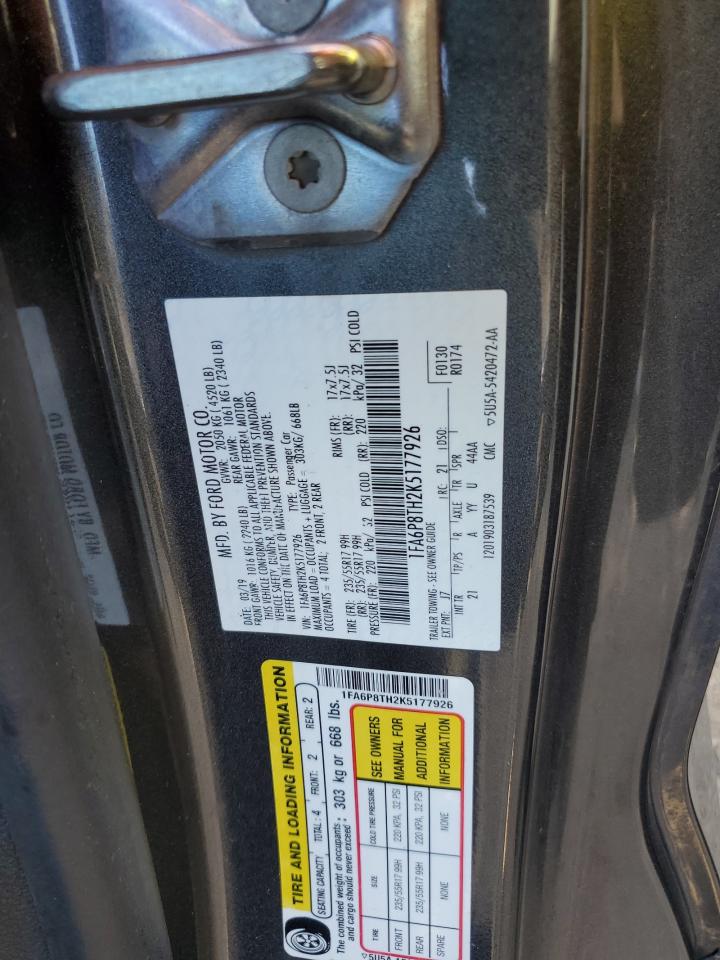 MFD. BY FORD MOTOR CO.
DATE: 03/19 GVWR: 2050 KG ( 4520 LB)
FRONT GAWR: 1016 KG ( 2240 LB) REAR GAWR: 1061 KG ( 2340 LB)
THIS VEHICLE CONFORMS TO ALL APPLICABLE FEDERAL MOTOR
VEHICLE SAFETY, BUMPER, AND THEFT PREVENTION STANDARDS
IN EFFECT ON THE DATE OF MANUFACTURE SHOWN ABOVE.
VIN: 1FA6P8TH2K5177926 TYPE: Passenger Car
MAXIMUM LOAD = OCCUPANTS + LUGGAGE = 303KG/ 668LB
OCCUPANTS = 4 TOTAL; 2 FRONT, 2 REAR
TIRE (FR): 235/55R17 99H RIMS (FR): 17x7.5J
(RR): 235/55R17 99H (RR): 17x7.5J
PRESSURE (FR): 220 kPa/ 32 PSI COLD (RR): 220 kPa/ 32 PSI COLD
1FA6P8TH2K5177926
TRAILER TOWING - SEE OWNER GUIDE
EXT PNT: J7 RC: 21 DSO: F0130
INT TR TP/PS R AXLE TR SPR R0174
21 A YY U 44AA
1201903187539 CMC ▽5U5A-5420472-AA
TIRE AND LOADING INFORMATION
SEATING CAPACITY TOTAL: 4 FRONT: 2 REAR: 2
The combined weight of occupants and cargo should never exceed : 303 kg or 668 lbs.
TIRE SIZE COLD TIRE PRESSURE
FRONT 235/55R17 99H 220 KPA, 32 PSI
REAR 235/55R17 99H 220 KPA, 32 PSI
SPARE NONE NONE
SEE OWNERS
MANUAL FOR
ADDITIONAL
INFORMATION
1FA6P8TH2K5177926